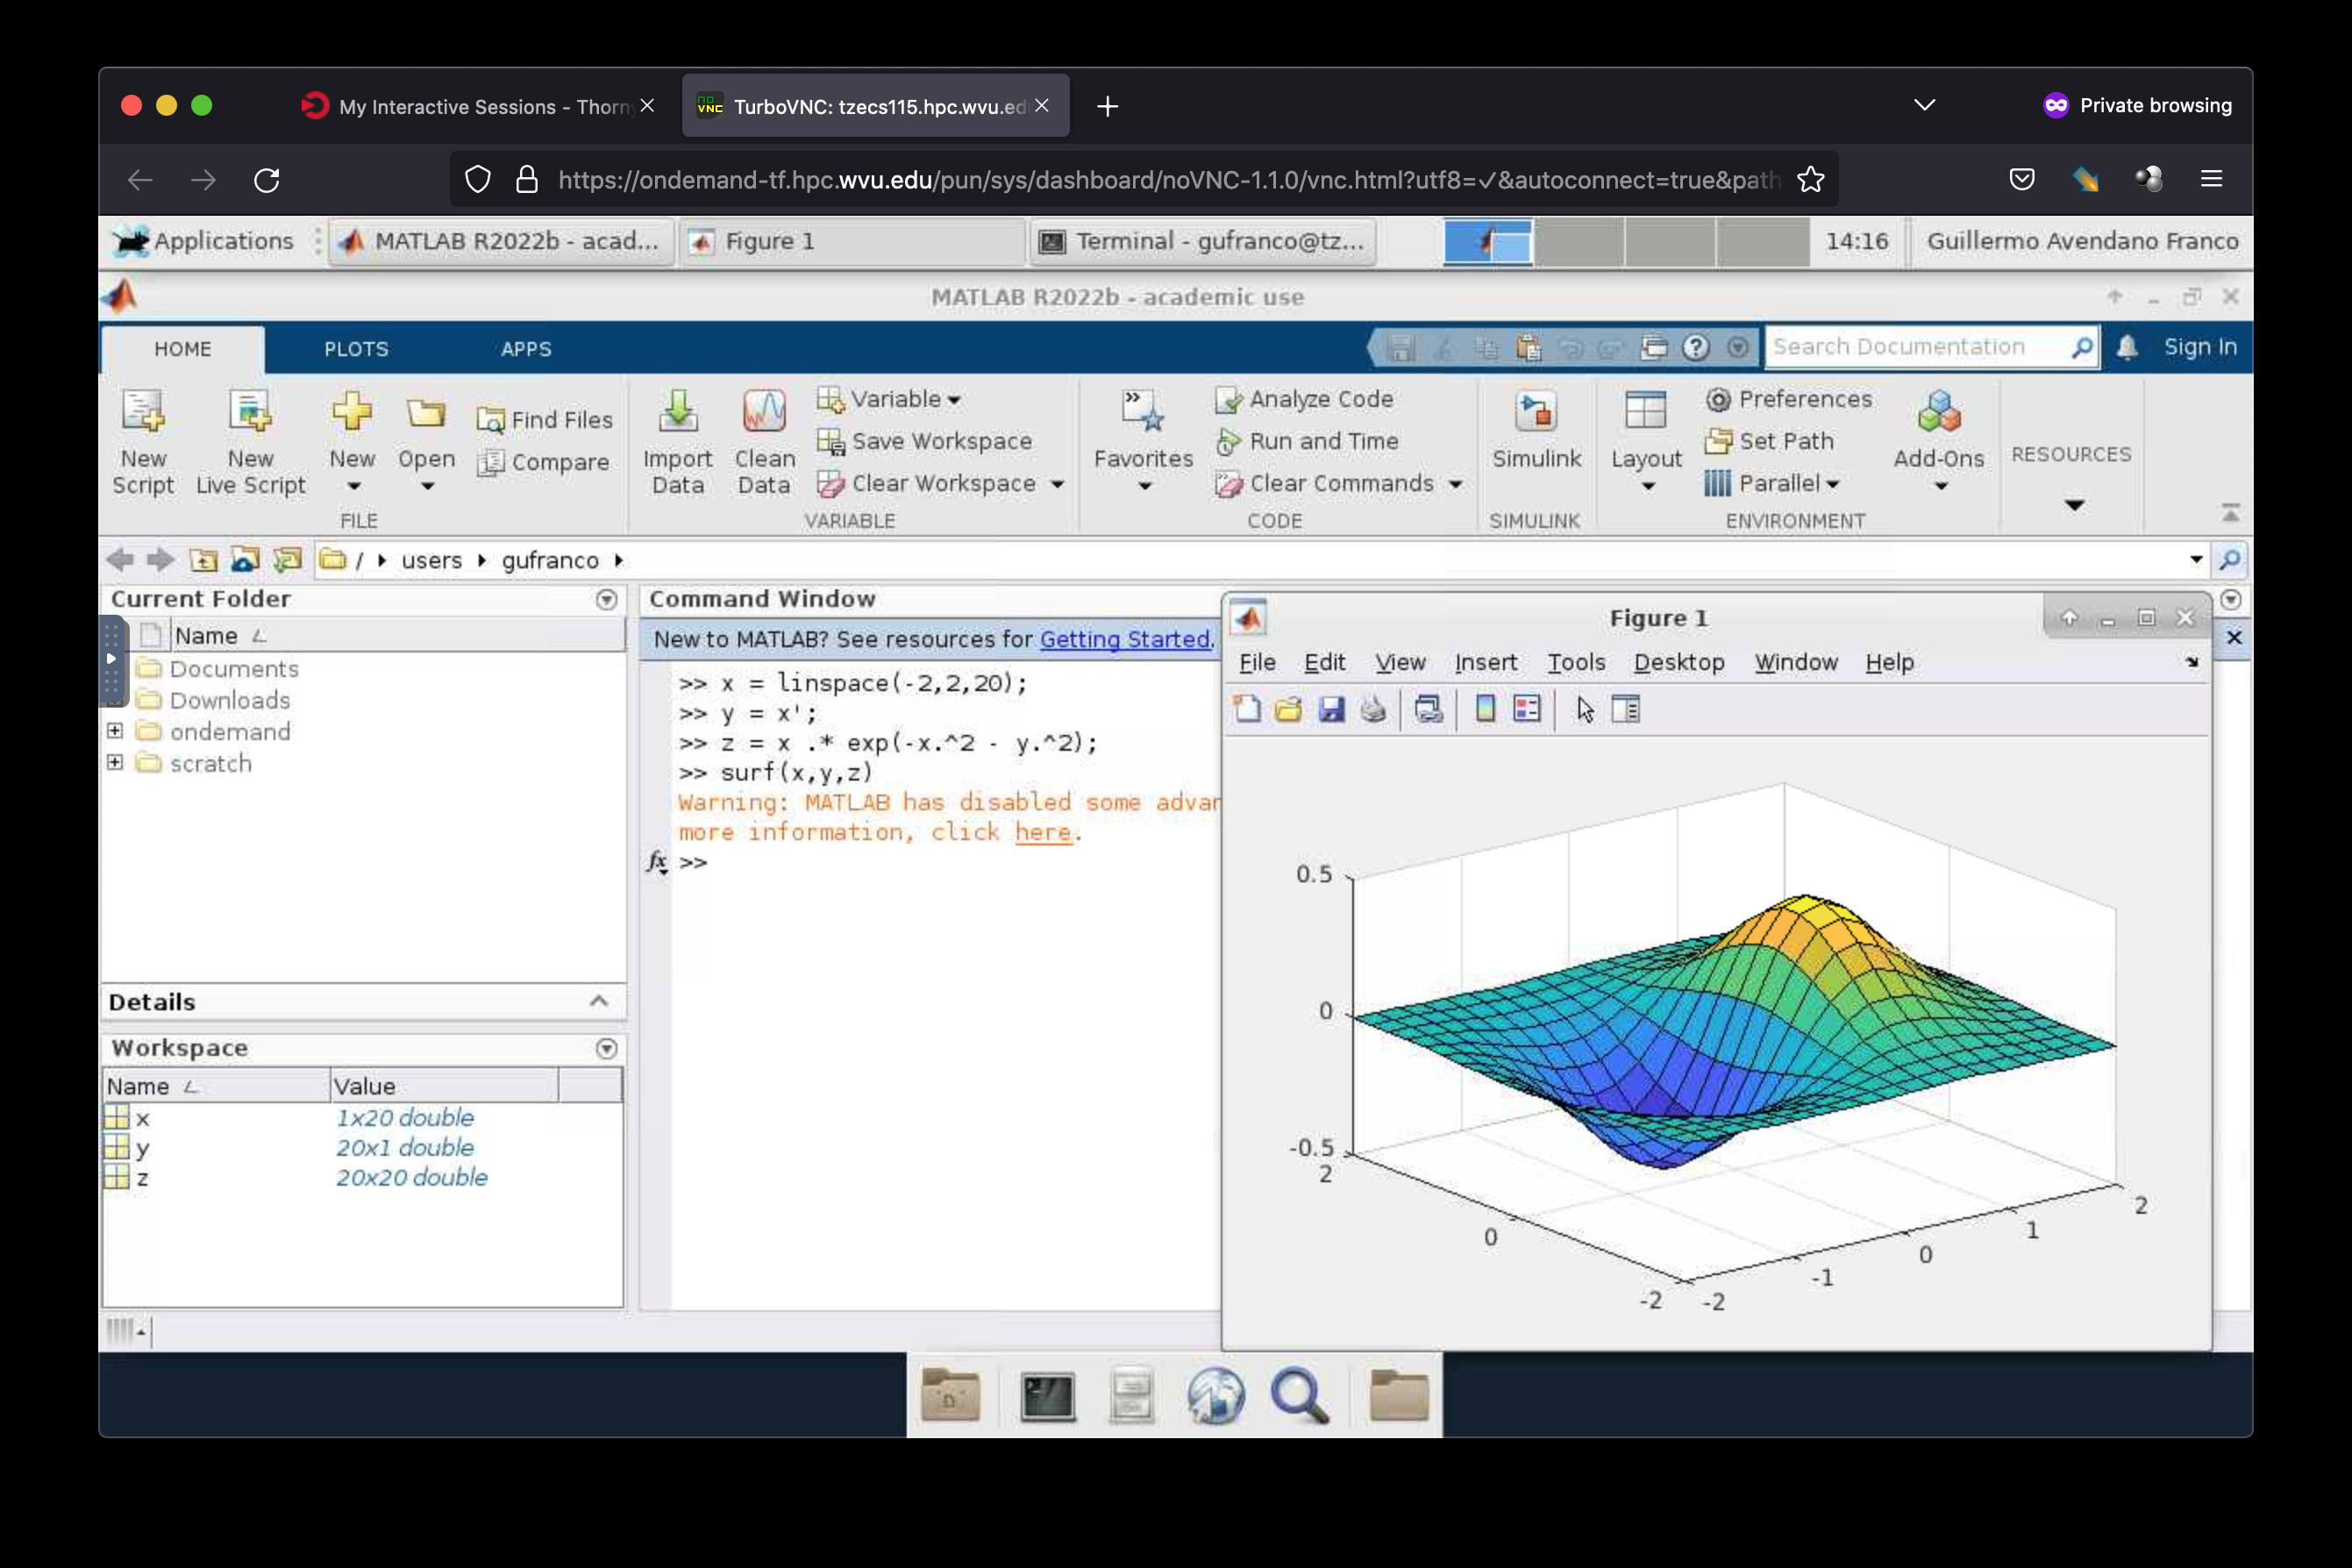 My Interactive Sessions - Thorn
TurboVNC: tzecs115.hpc.wvu.ed
Private browsing
https://ondemand-tf.hpc.wvu.edu/pun/sys/dashboard/noVNC-1.1.0/vnc.html?utf8=✓&autoconnect=true&path
Applications
MATLAB R2022b - acad...
Figure 1
Terminal - gufranco@tz...
14:16
Guillermo Avendano Franco
MATLAB R2022b - academic use
HOME
PLOTS
APPS
Search Documentation
Sign In
New Script
New Live Script
New
Open
Find Files
Compare
FILE
Import Data
Clean Data
Variable
Save Workspace
Clear Workspace
VARIABLE
Favorites
Analyze Code
Run and Time
Clear Commands
CODE
Simulink
SIMULINK
Layout
Preferences
Set Path
Parallel
Add-Ons
ENVIRONMENT
RESOURCES
/ users gufranco
Current Folder
Name
Documents
Downloads
ondemand
scratch
Details
Workspace
Name Value
x 1x20 double
y 20x1 double
z 20x20 double
Command Window
New to MATLAB? See resources for Getting Started.
>> x = linspace(-2,2,20);
>> y = x';
>> z = x .* exp(-x.^2 - y.^2);
>> surf(x,y,z)
Warning: MATLAB has disabled some advan
more information, click here.
fx >>
Figure 1
File Edit View Insert Tools Desktop Window Help
0.5
0
-0.5
2
0
-2
-2
-1
0
1
2